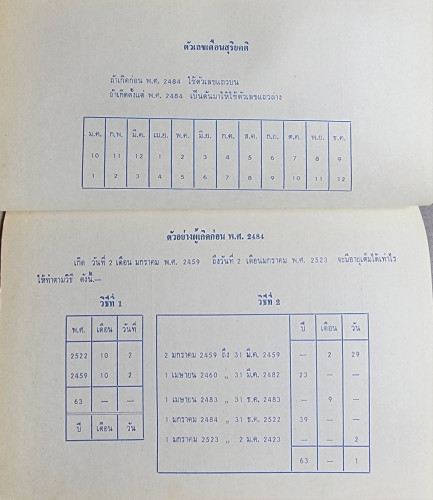 ตัวเลขเดือนสุริยคติ
ถ้าเกิดก่อน พ.ศ. 2484 ใช้ตัวเลขแถวบน
ถ้าเกิดตั้งแต่ พ.ศ. 2484 เป็นต้นมาให้ใช้ตัวเลขแถวล่าง
ม.ค. ก.พ. มี.ค. เม.ย. พ.ค. มิ.ย. ก.ค. ส.ค. ก.ย. ต.ค. พ.ย. ธ.ค.
10 11 12 1 2 3 4 5 6 7 8 9
1 2 3 4 5 6 7 8 9 10 11 12
ตัวอย่างผู้เกิดก่อน พ.ศ. 2484
เกิด วันที่ 2 เดือน มกราคม พ.ศ. 2459 ถึงวันที่ 2 เดือนมกราคม พ.ศ. 2523 จะมีอายุเต็มได้เท่าไร
ให้ทำตามวิธี ดังนี้.—
วิธีที่ 1
พ.ศ. เดือน วันที่
2522 10 2
2459 10 2
63 — —
ปี เดือน วัน
วิธีที่ 2
ปี เดือน วัน
2 มกราคม 2459 ถึง 31 มี.ค. 2459 — 2 29
1 เมษายน 2460 ,, 31 มี.ค. 2482 23 — —
1 เมษายน 2483 ,, 31 ธ.ค. 2483 — 9 —
1 มกราคม 2484 ,, 31 ธ.ค. 2522 39 — —
1 มกราคม 2523 ,, 2 ม.ค. 2423 — — 2
63 — 1